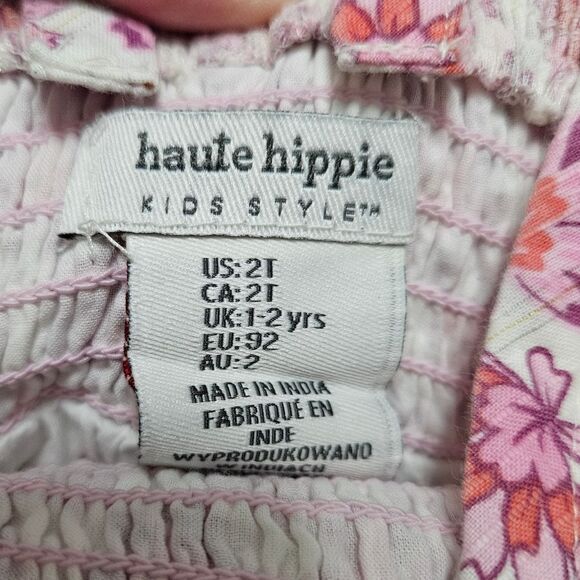 haute hippie
KIDS STYLE™
US: 2T
CA: 2T
UK: 1-2 yrs
EU: 92
AU: 2
MADE IN INDIA
FABRIQUÉ EN
INDE
WYPRODUKOWANO
W INDIACH